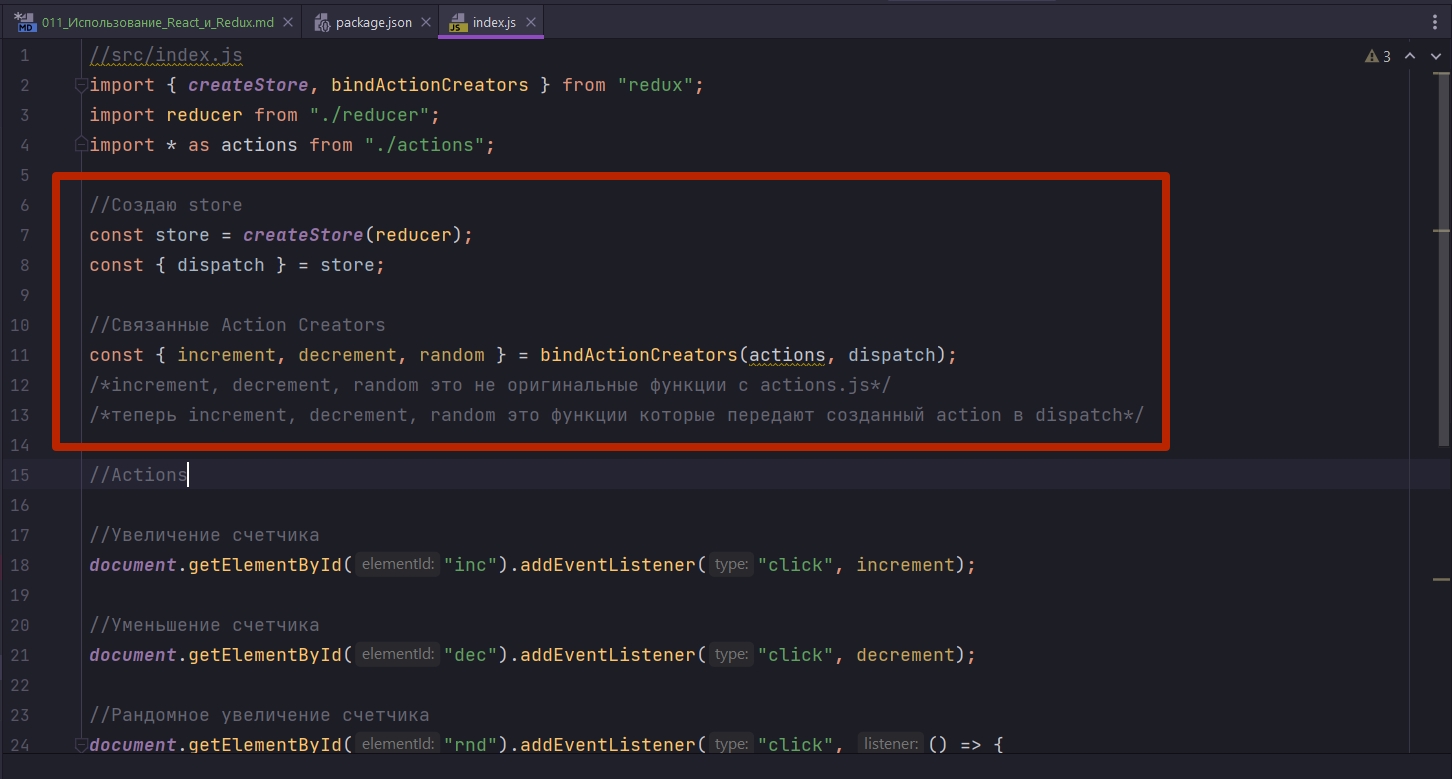 011_Использование_React_и_Redux.md package.json index.js
1 //src/index.js 3
2 import { createStore, bindActionCreators } from "redux";
3 import reducer from "./reducer";
4 import * as actions from "./actions";
5
6 //Создаю store
7 const store = createStore(reducer);
8 const { dispatch } = store;
9
10 //Связанные Action Creators
11 const { increment, decrement, random } = bindActionCreators(actions, dispatch);
12 /*increment, decrement, random это не оригинальные функции с actions.js*/
13 /*теперь increment, decrement, random это функции которые передают созданный action в dispatch*/
14
15 //Actions
16
17 //Увеличение счетчика
18 document.getElementById( elementId: "inc").addEventListener( type: "click", increment);
19
20 //Уменьшение счетчика
21 document.getElementById( elementId: "dec").addEventListener( type: "click", decrement);
22
23 //Рандомное увеличение счетчика
24 document.getElementById( elementId: "rnd").addEventListener( type: "click", listener: () => {